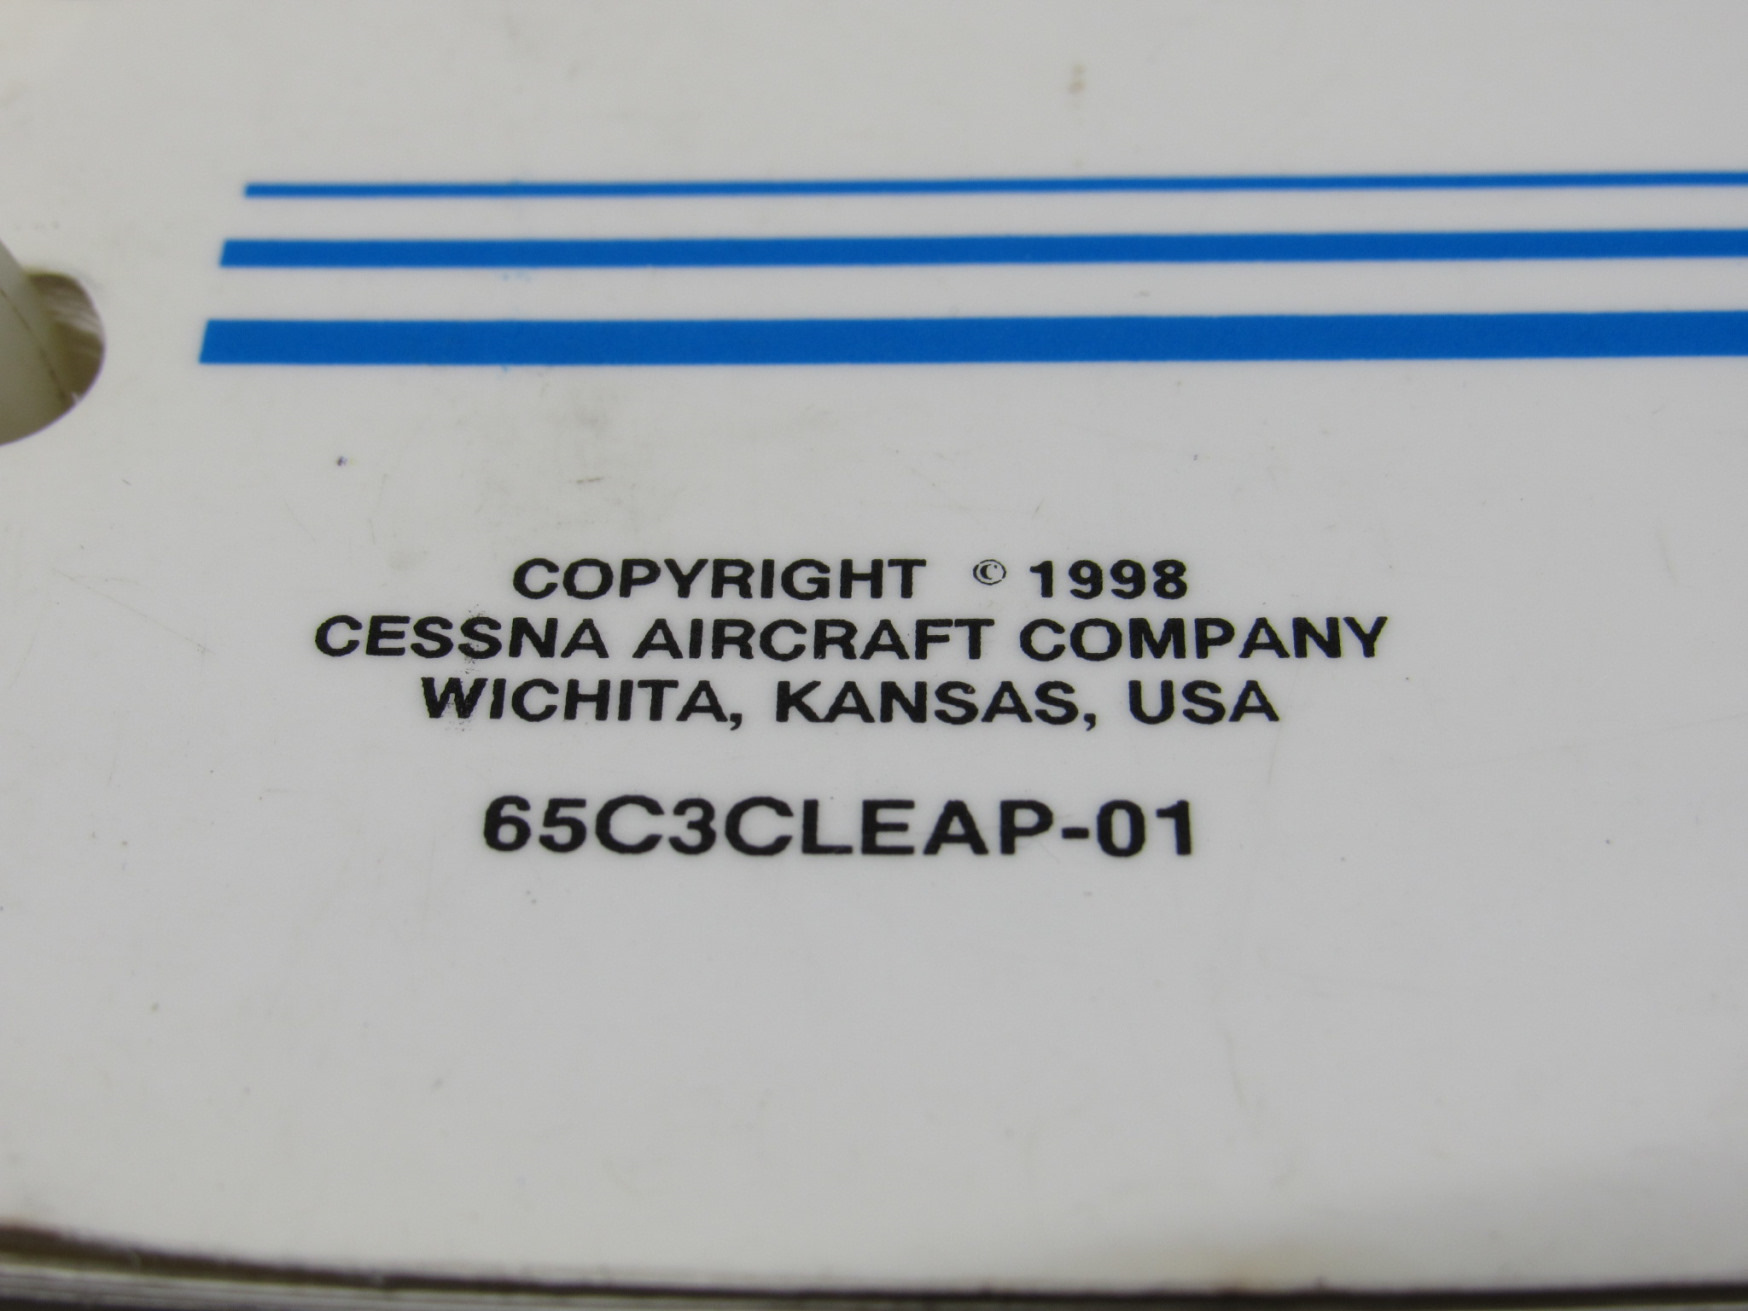 COPYRIGHT © 1998
CESSNA AIRCRAFT COMPANY
WICHITA, KANSAS, USA
65C3CLEAP-01